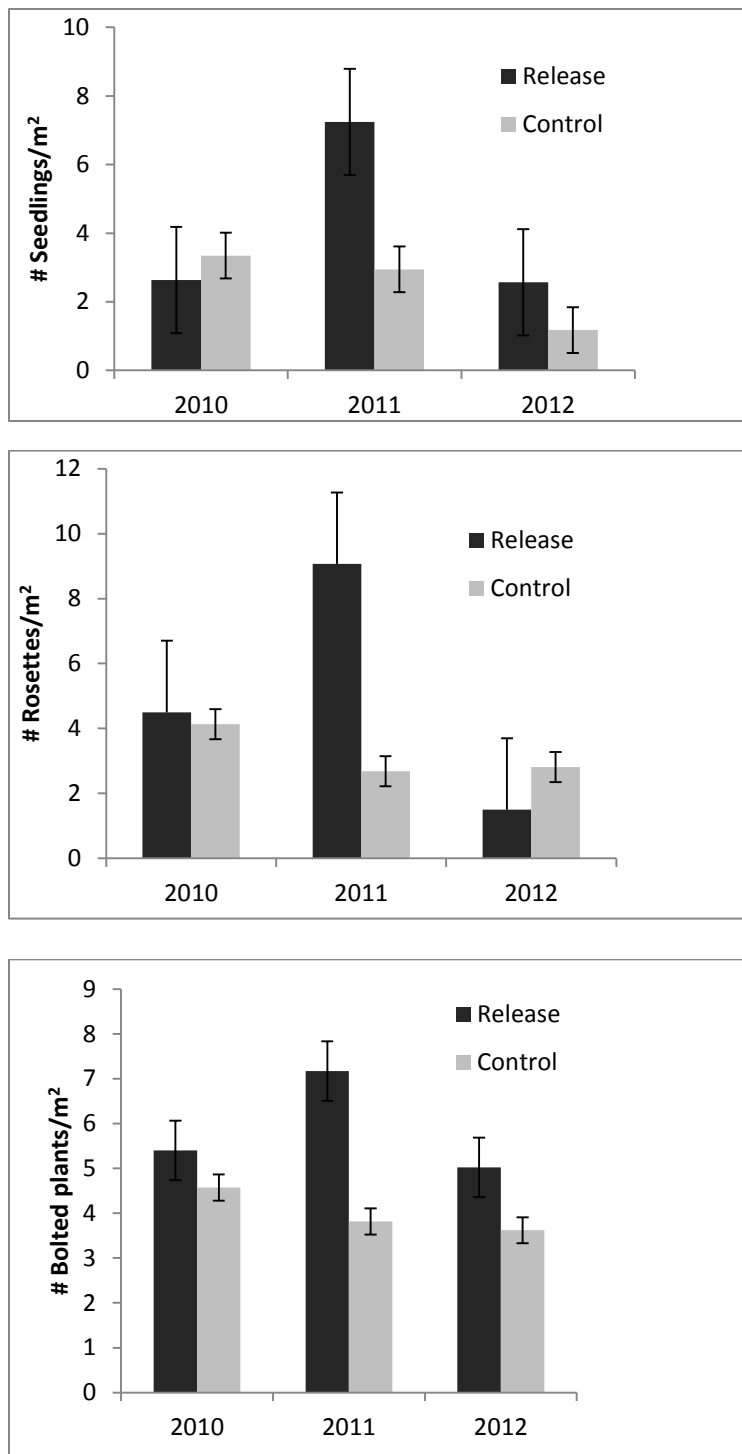 10
8
6
4
2
0
# Seedlings/m²
Release
Control
2010 2011 2012
12
10
8
6
4
2
0
# Rosettes/m²
Release
Control
2010 2011 2012
9
8
7
6
5
4
3
2
1
0
# Bolted plants/m²
Release
Control
2010 2011 2012